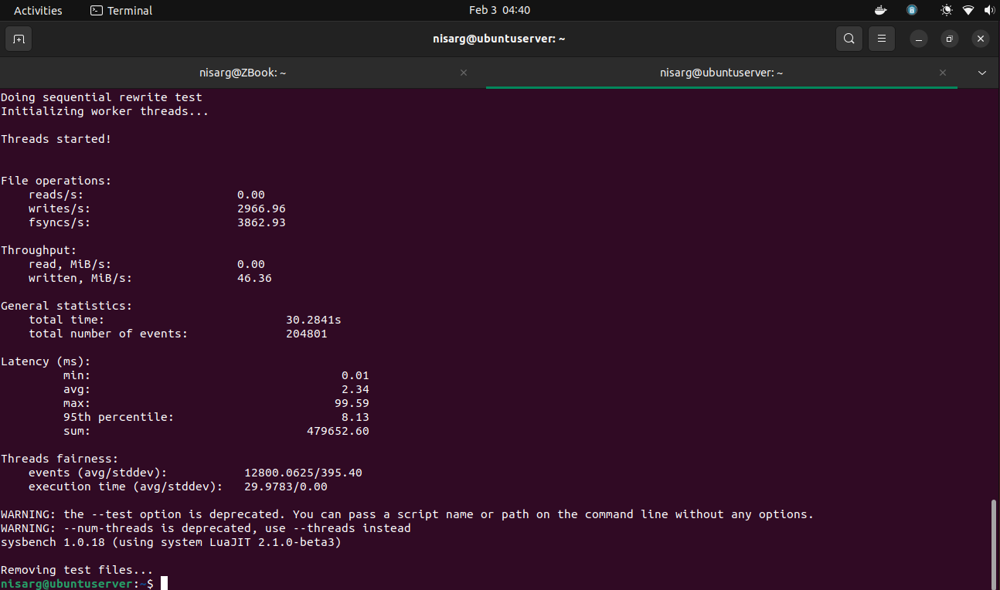 Activities Terminal Feb 3 04:40
nisarg@ubuntuserver: ~
nisarg@ZBook: ~ nisarg@ubuntuserver: ~
Doing sequential rewrite test
Initializing worker threads...
Threads started!
File operations:
reads/s: 0.00
writes/s: 2966.96
fsyncs/s: 3862.93
Throughput:
read, MiB/s: 0.00
written, MiB/s: 46.36
General statistics:
total time: 30.2841s
total number of events: 204801
Latency (ms):
min: 0.01
avg: 2.34
max: 99.59
95th percentile: 8.13
sum: 479652.60
Threads fairness:
events (avg/stddev): 12800.0625/395.40
execution time (avg/stddev): 29.9783/0.00
WARNING: the --test option is deprecated. You can pass a script name or path on the command line without any options.
WARNING: --num-threads is deprecated, use --threads instead
sysbench 1.0.18 (using system LuaJIT 2.1.0-beta3)
Removing test files...
nisarg@ubuntuserver:~$